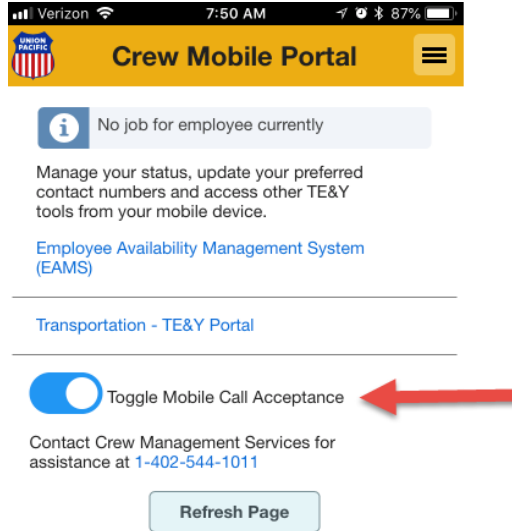 Verizon 7:50 AM 87%
UNION
PACIFIC
Crew Mobile Portal
No job for employee currently
Manage your status, update your preferred
contact numbers and access other TE&Y
tools from your mobile device.
Employee Availability Management System
(EAMS)
Transportation - TE&Y Portal
Toggle Mobile Call Acceptance
Contact Crew Management Services for
assistance at 1-402-544-1011
Refresh Page